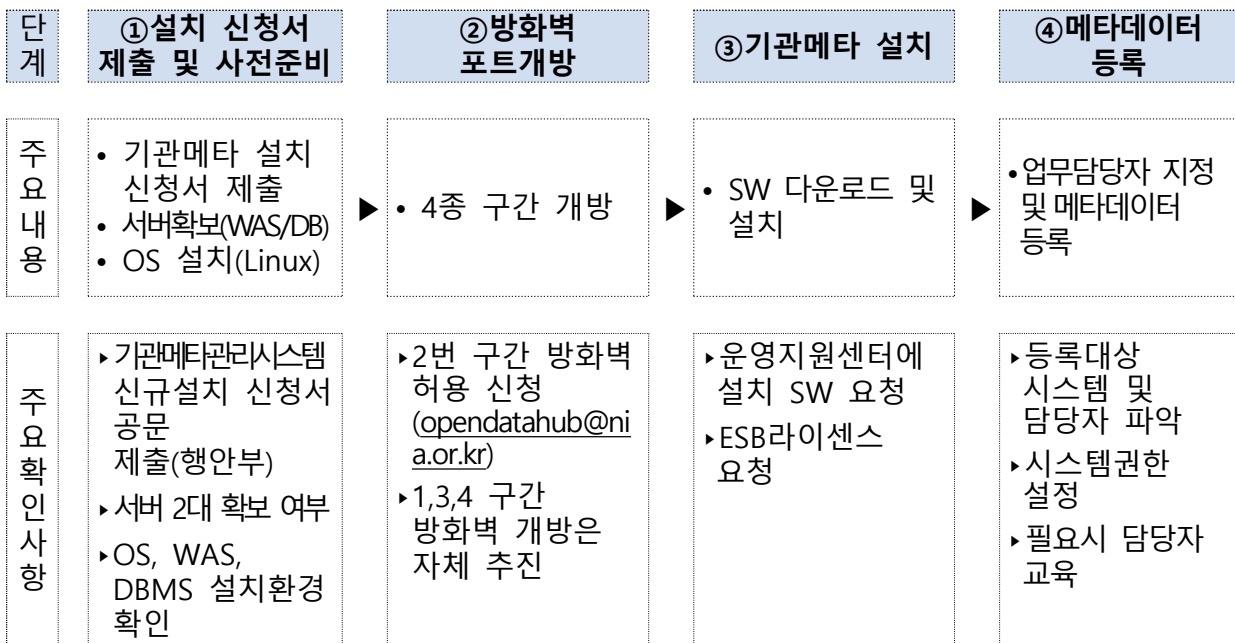 단
계
①설치 신청서
제출 및 사전준비
②방화벽
포트개방
③기관메타 설치
④메타데이터
등록
주
요
내
용
• 기관메타 설치
신청서 제출
• 서버확보(WAS/DB)
• OS 설치(Linux)
▶
• 4종 구간 개방
▶
• SW 다운로드 및
설치
▶
•업무담당자 지정
및 메타데이터
등록
주
요
확
인
사
항
▸기관메타관리시스템
신규설치 신청서
공문
제출(행안부)
▸서버 2대 확보 여부
▸OS, WAS,
DBMS 설치환경
확인
▸2번 구간 방화벽
허용 신청
(opendatahub@ni
a.or.kr)
▸1,3,4 구간
방화벽 개방은
자체 추진
▸운영지원센터에
설치 SW 요청
▸ESB라이센스
요청
▸등록대상
시스템 및
담당자 파악
▸시스템권한
설정
▸필요시 담당자
교육